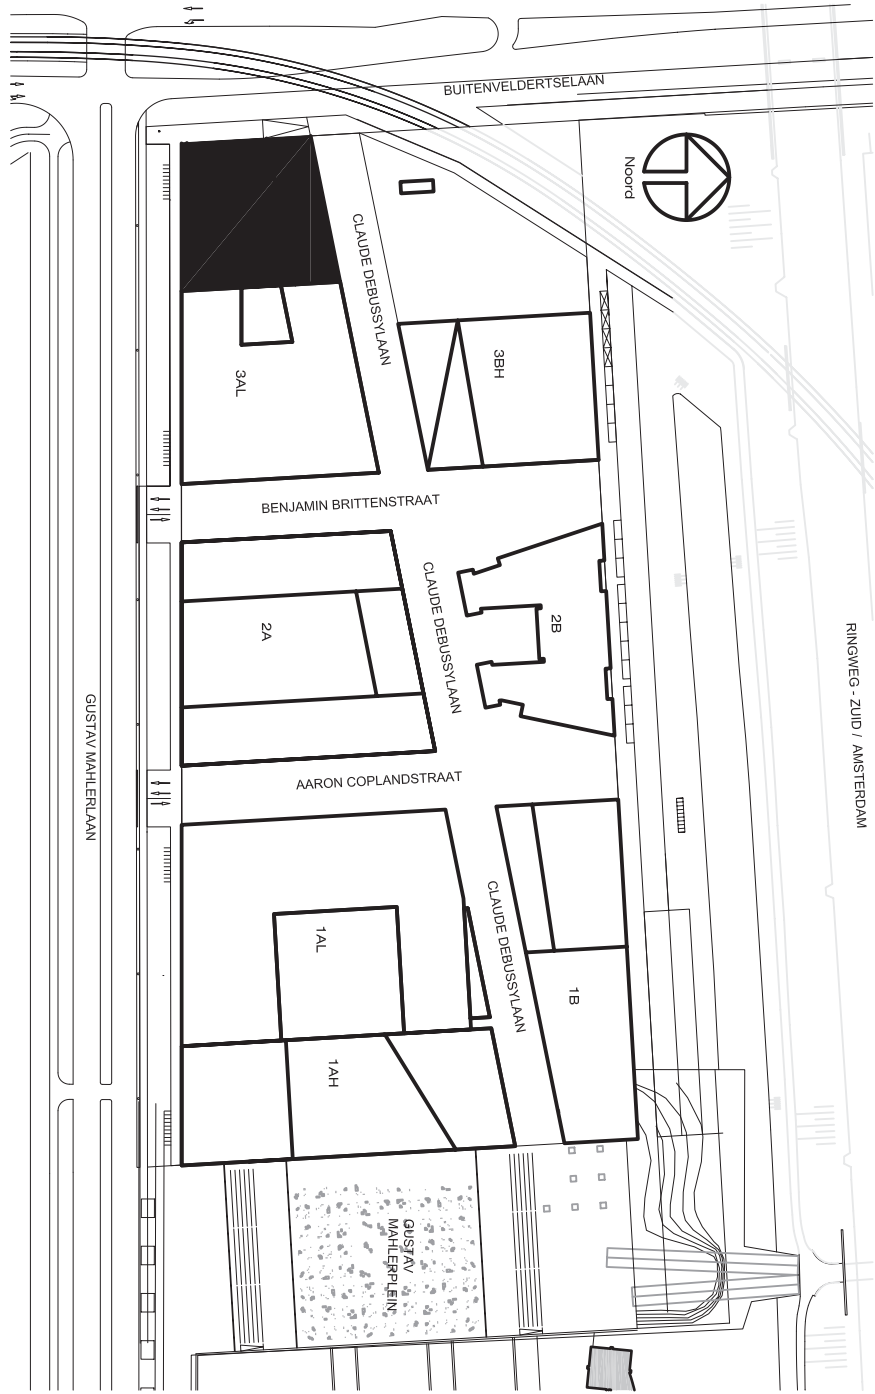 BUITENVELDERTSELAAN
Noord
CLAUDE DEBUSSYLAAN
3BH
3AL
BENJAMIN BRITTENSTRAAT
CLAUDE DEBUSSYLAAN
2B
2A
RINGWEG - ZUID / AMSTERDAM
GUSTAV MAHLERLAAN
AARON COPLANDSTRAAT
CLAUDE DEBUSSYLAAN
1AL
1B
1AH
GUSTAV
MAHLERPLEIN